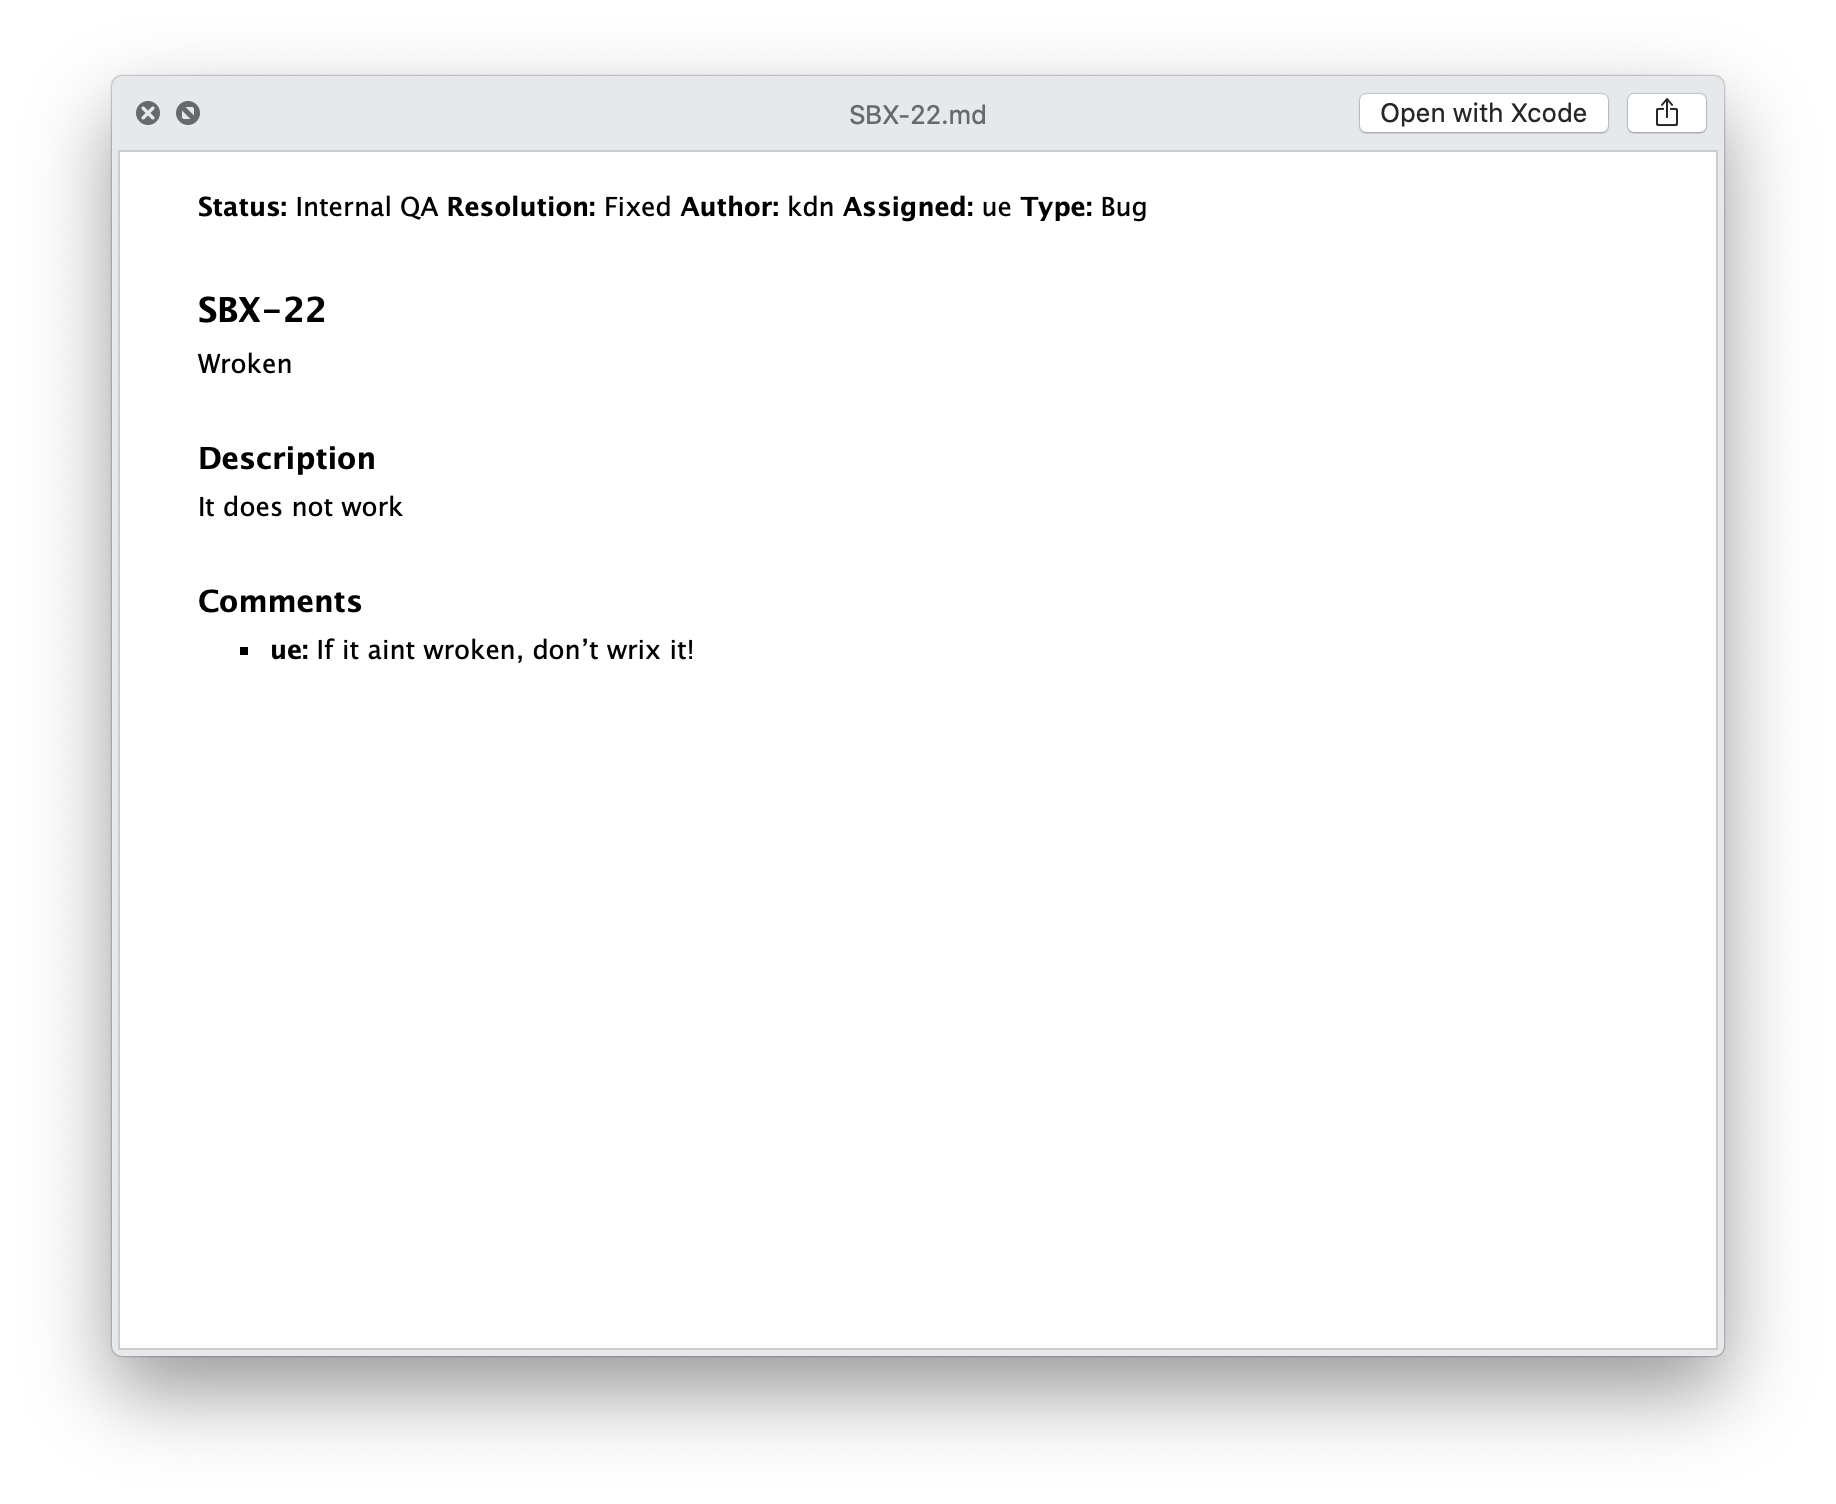 SBX-22.md
Open with Xcode
Status: Internal QA Resolution: Fixed Author: kdn Assigned: ue Type: Bug
SBX-22
Wroken
Description
It does not work
Comments
▪ ue: If it aint wroken, don’t wrix it!